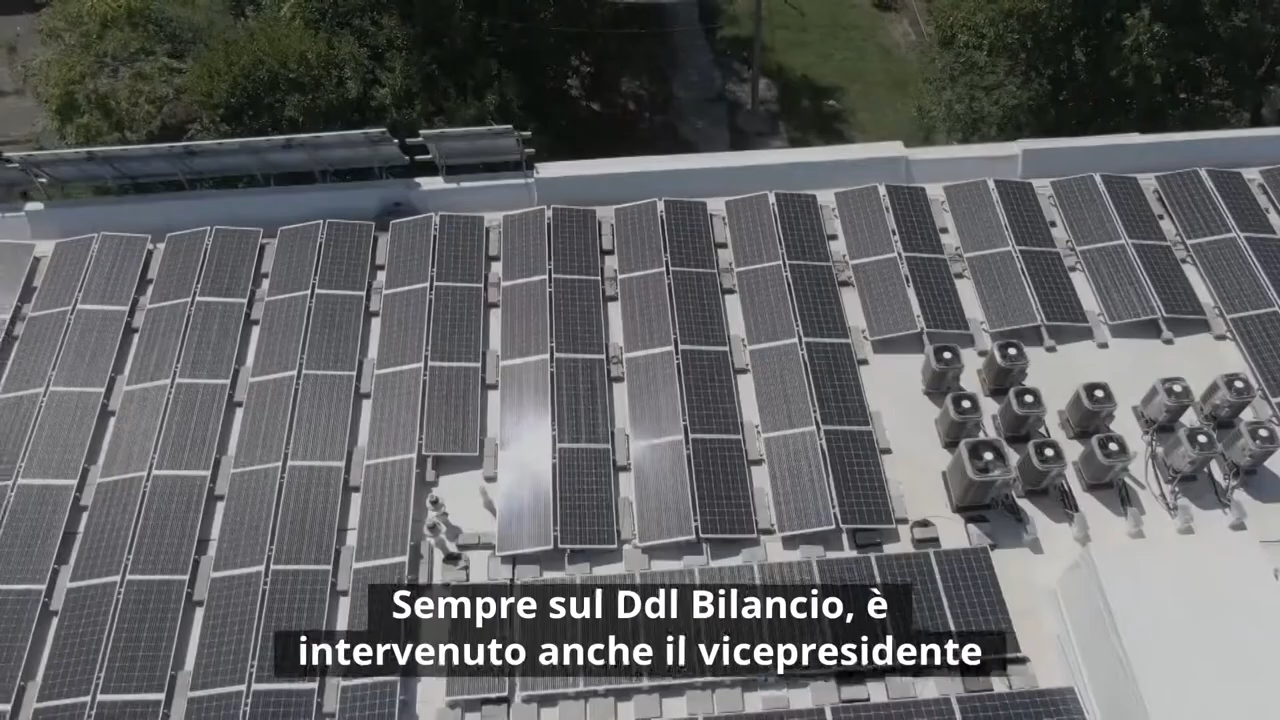 Sempre sul Ddl Bilancio, è
intervenuto anche il vicepresidente